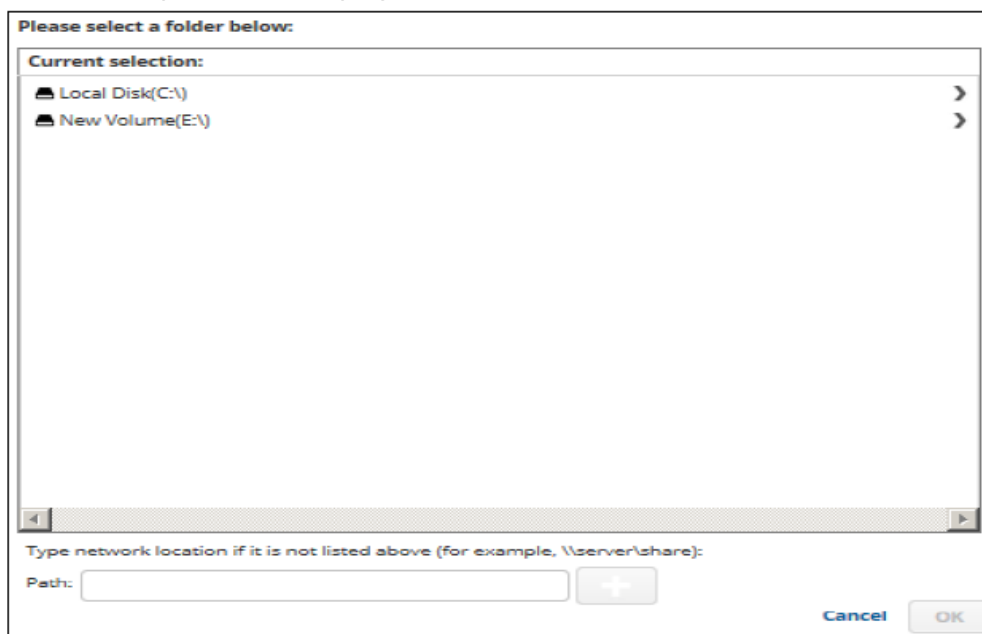 Please select a folder below:
Current selection:
Local Disk(C:\)
New Volume(E:\)
Type network location if it is not listed above (for example, \\server\share):
Path:
Cancel
OK